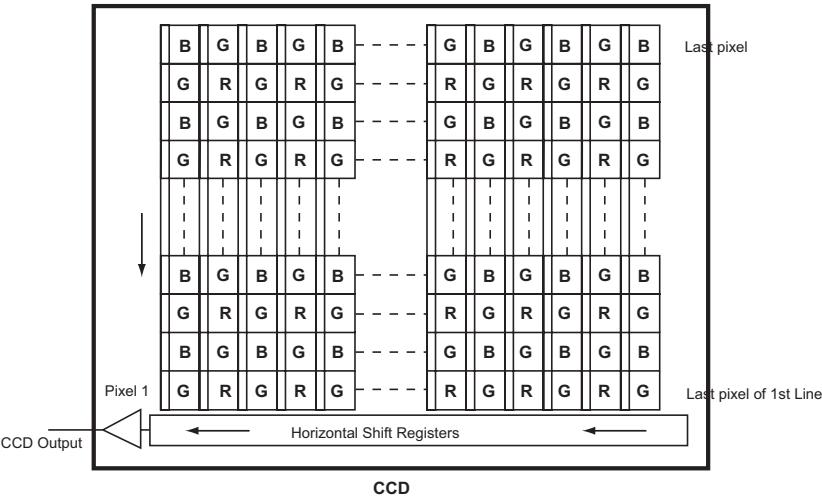 B G B G B G B G B G B Last pixel
G R G R G R G R G R G
B G B G B G B G B G B
G R G R G R G R G R G
B G B G B G B G B G B
G R G R G R G R G R G
B G B G B G B G B G B
Pixel 1 G R G R G R G R G R G Last pixel of 1st Line
Horizontal Shift Registers
CCD Output
CCD